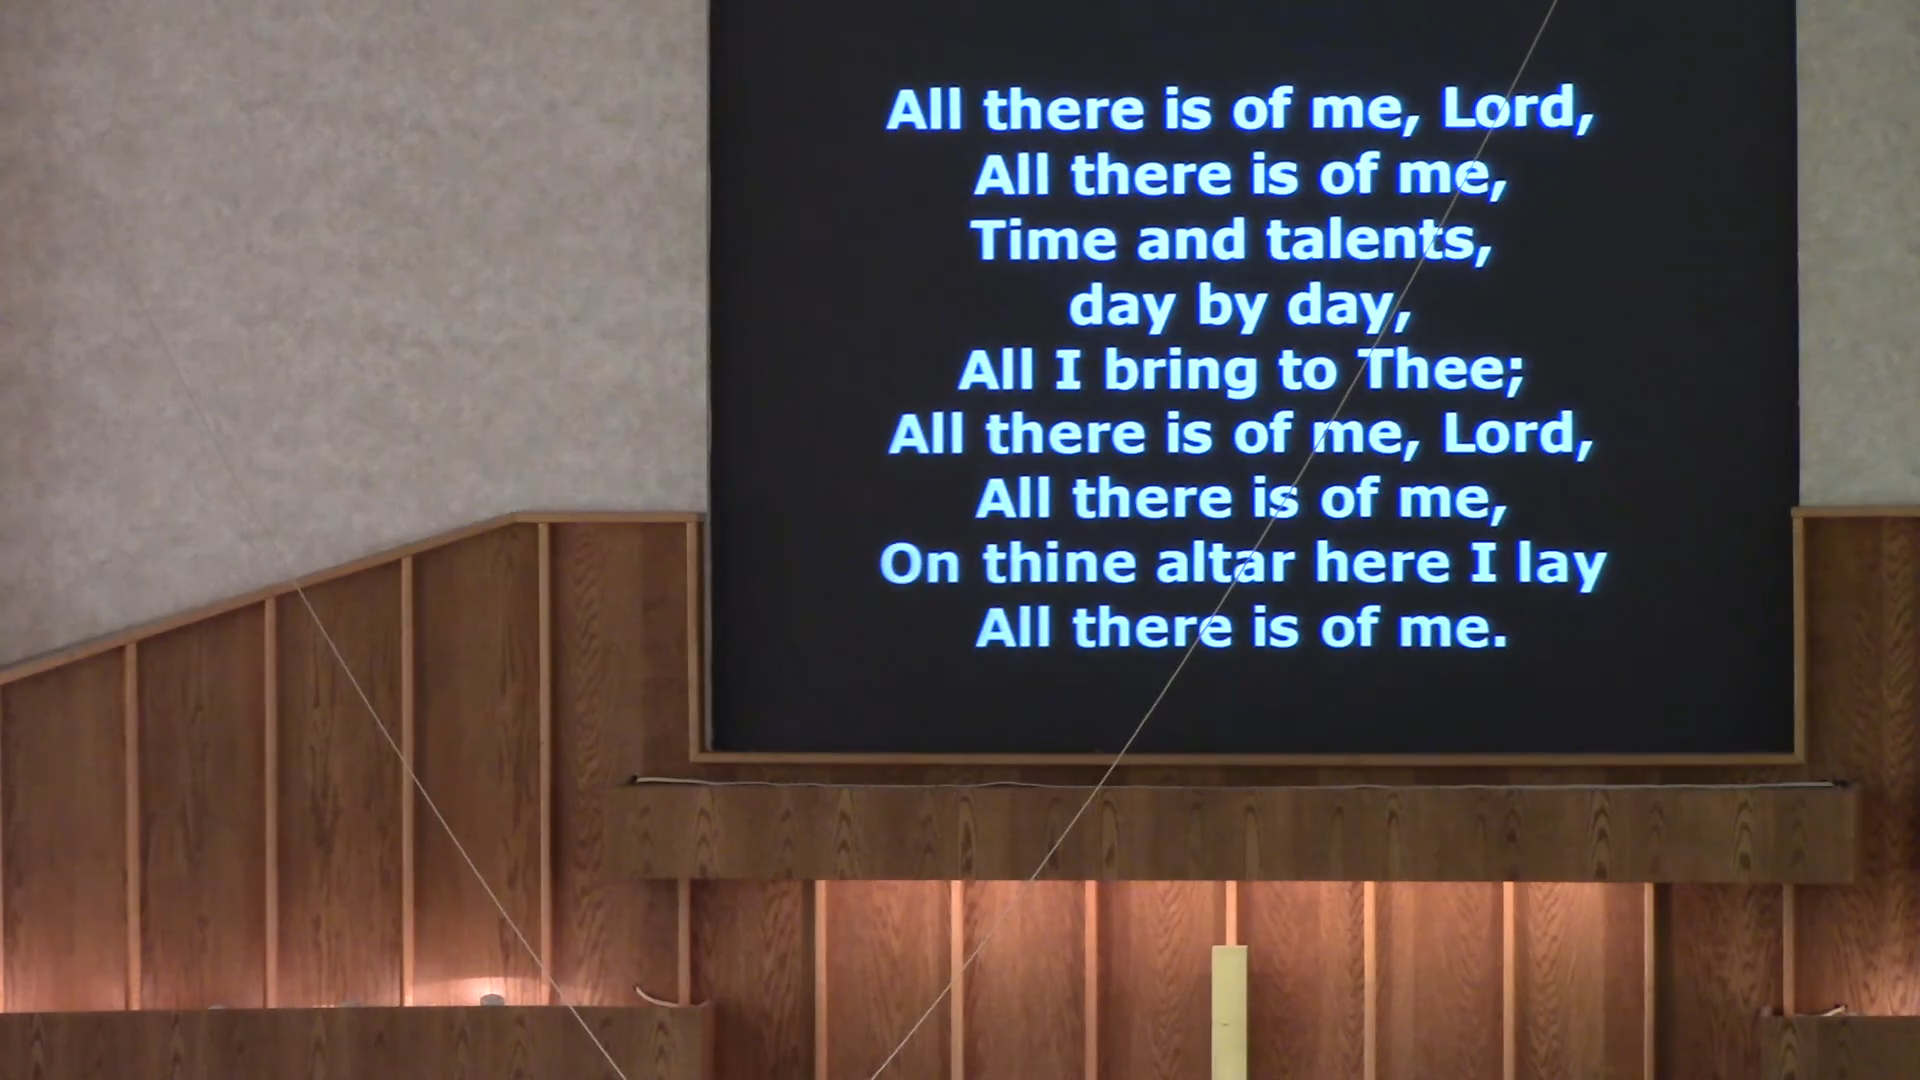 All there is of me, Lord,
All there is of me,
Time and talents,
day by day,
All I bring to Thee;
All there is of me, Lord,
All there is of me,
On thine altar here I lay
All there is of me.